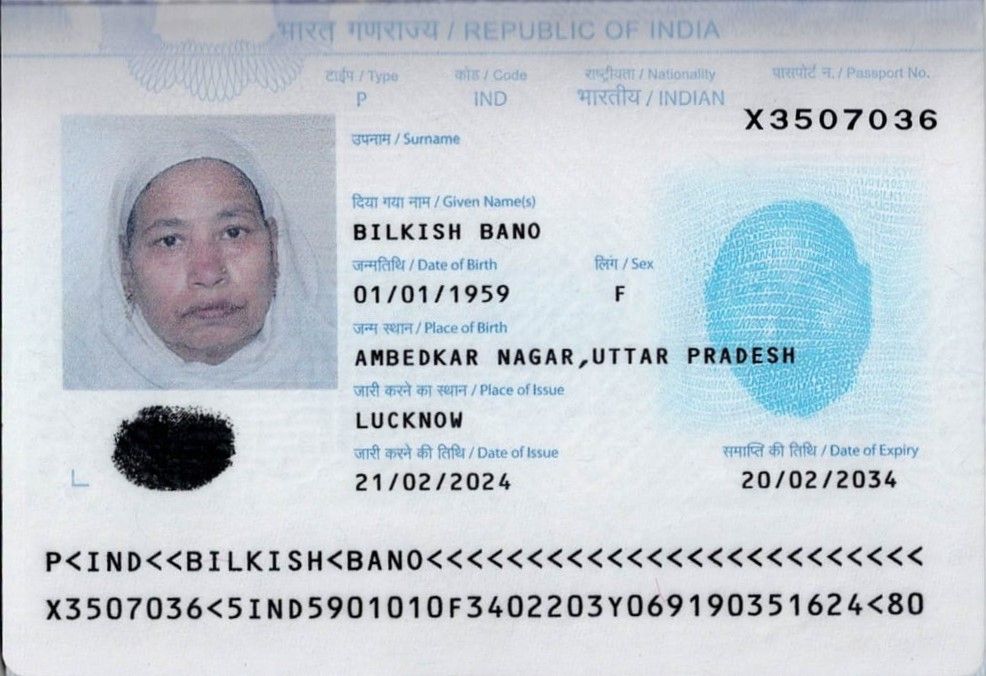 भारत गणराज्य / REPUBLIC OF INDIA
टाईप / Type कोड / Code राष्ट्रीयता / Nationality पासपोर्ट न. / Passport No.
P IND भारतीय / INDIAN X3507036
उपनाम / Surname
दिया गया नाम / Given Name(s)
BILKISH BANO
जन्मतिथि / Date of Birth लिंग / Sex
01/01/1959 F
जन्म स्थान / Place of Birth
AMBEDKAR NAGAR,UTTAR PRADESH
जारी करने का स्थान / Place of Issue
LUCKNOW
जारी करने की तिथि / Date of Issue समाप्ति की तिथि / Date of Expiry
21/02/2024 20/02/2034
P<IND<<BILKISH<BANO<<<<<<<<<<<<<<<<<<<<<<<<<
X3507036<5IND5901010F3402203Y069190351624<80